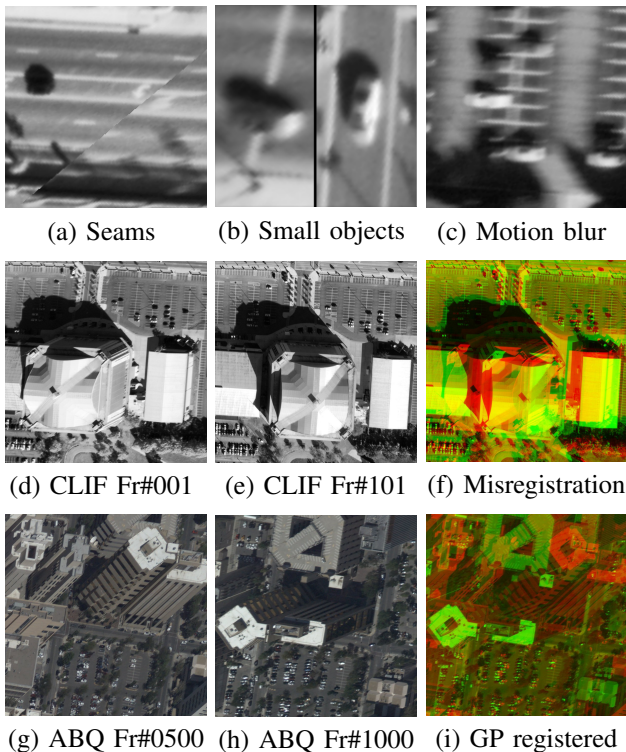 (a) Seams
(b) Small objects
(c) Motion blur
(d) CLIF Fr#001
(e) CLIF Fr#101
(f) Misregistration
(g) ABQ Fr#0500
(h) ABQ Fr#1000
(i) GP registered